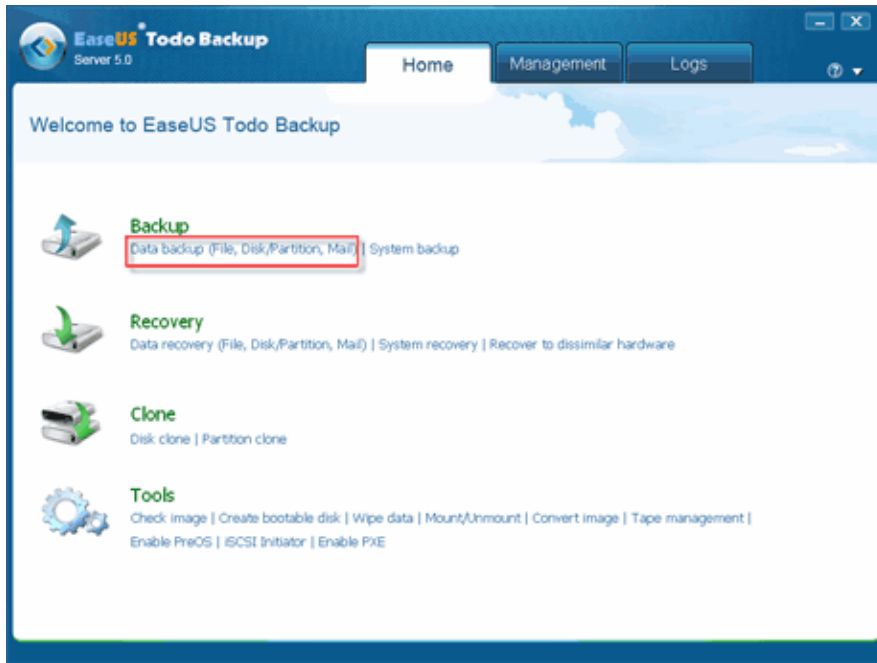 EaseUS Todo Backup
Server 5.0
Home
Management
Logs
Welcome to EaseUS Todo Backup
Backup
Data backup (File, Disk/Partition, Mail) | System backup
Recovery
Data recovery (File, Disk/Partition, Mail) | System recovery | Recover to dissimilar hardware
Clone
Disk clone | Partition clone
Tools
Check image | Create bootable disk | Wipe data | Mount/Unmount | Convert image | Tape management |
Enable PreOS | iSCSI Initiator | Enable PXE